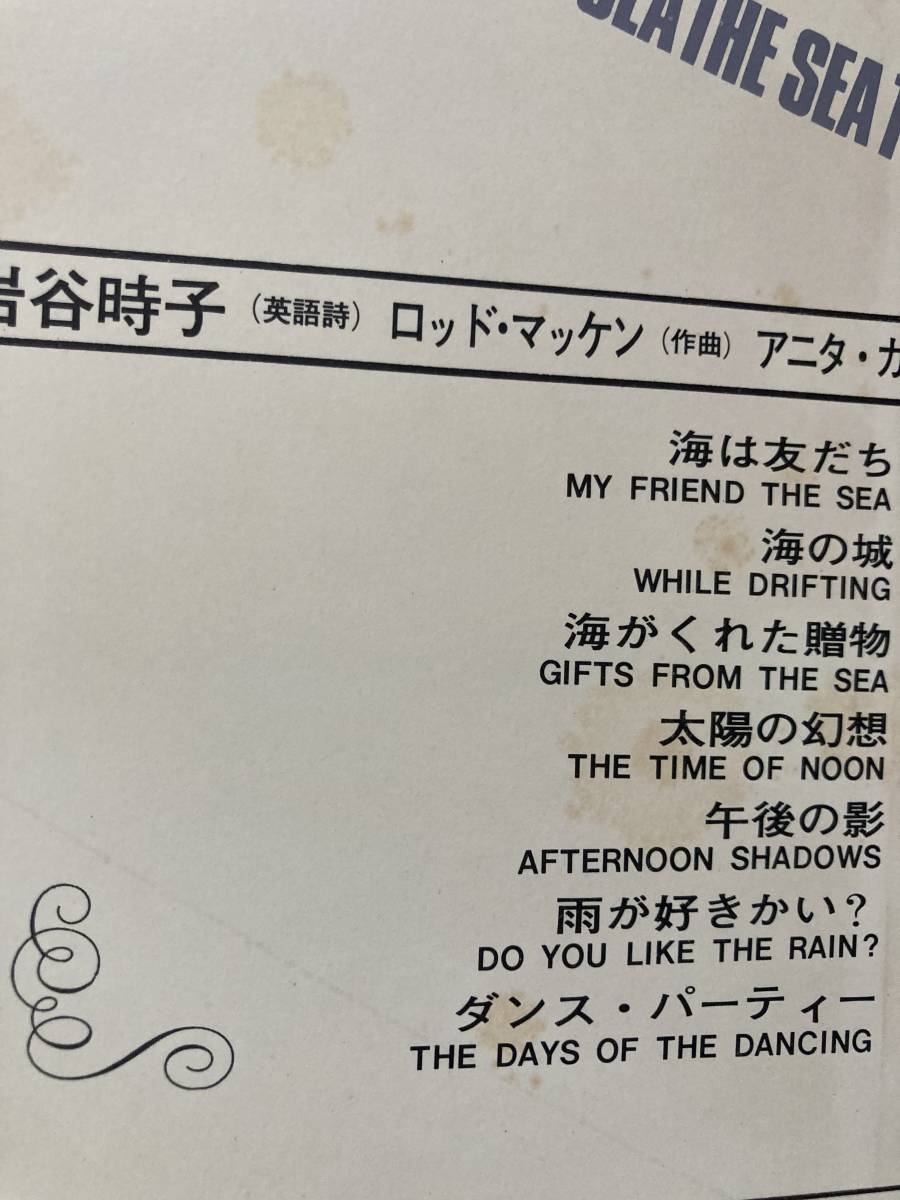 SEA THE SEA
岩谷時子(英語詩)ロッド・マッケン(作曲)アニタ・カ
海は友だち
MY FRIEND THE SEA
海の城
WHILE DRIFTING
海がくれた贈物
GIFTS FROM THE SEA
太陽の幻想
THE TIME OF NOON
午後の影
AFTERNOON SHADOWS
雨が好きかい?
DO YOU LIKE THE RAIN?
ダンス・パーティー
THE DAYS OF THE DANCING